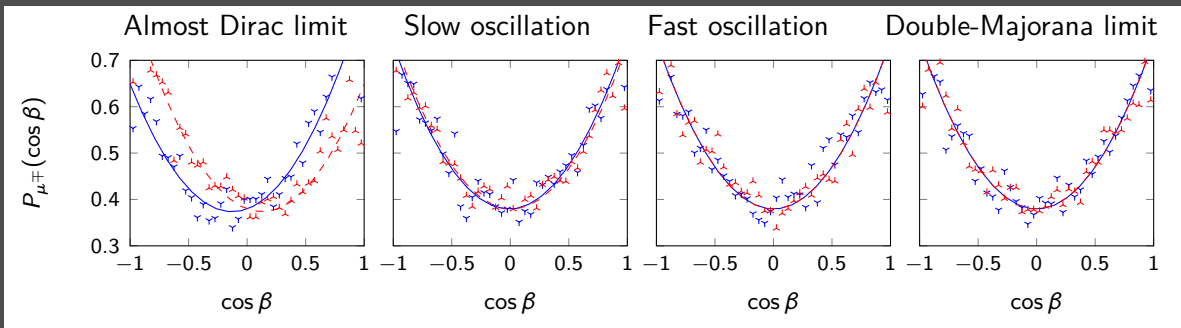 Almost Dirac limit Slow oscillation Fast oscillation Double-Majorana limit
P_{μ∓}(cos β)
0.7
0.6
0.5
0.4
0.3
−1 −0.5 0 0.5 1 −1 −0.5 0 0.5 1 −1 −0.5 0 0.5 1 −1 −0.5 0 0.5 1
cos β cos β cos β cos β